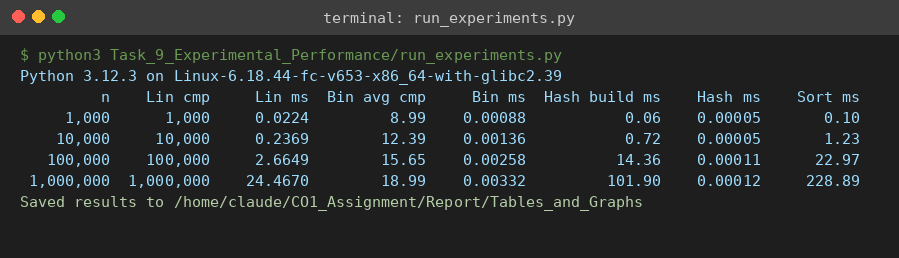 terminal: run_experiments.py
$ python3 Task_9_Experimental_Performance/run_experiments.py
Python 3.12.3 on Linux-6.18.44-fc-v653-x86_64-with-glibc2.39
n Lin cmp Lin ms Bin avg cmp Bin ms Hash build ms Hash ms Sort ms
1,000 1,000 0.0224 8.99 0.00088 0.06 0.00005 0.10
10,000 10,000 0.2369 12.39 0.00136 0.72 0.00005 1.23
100,000 100,000 2.6649 15.65 0.00258 14.36 0.00011 22.97
1,000,000 1,000,000 24.4670 18.99 0.00332 101.90 0.00012 228.89
Saved results to /home/claude/CO1_Assignment/Report/Tables_and_Graphs